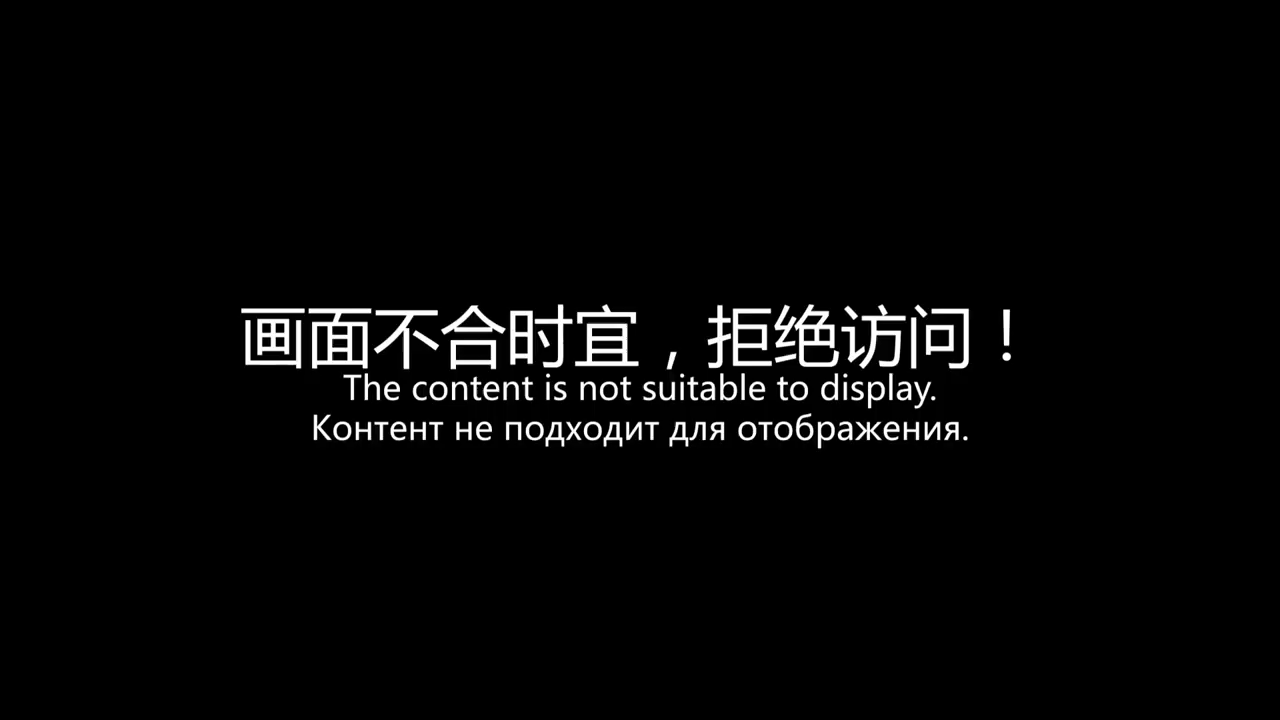 画面不合时宜，拒绝访问！
The content is not suitable to display.
Контент не подходит для отображения.